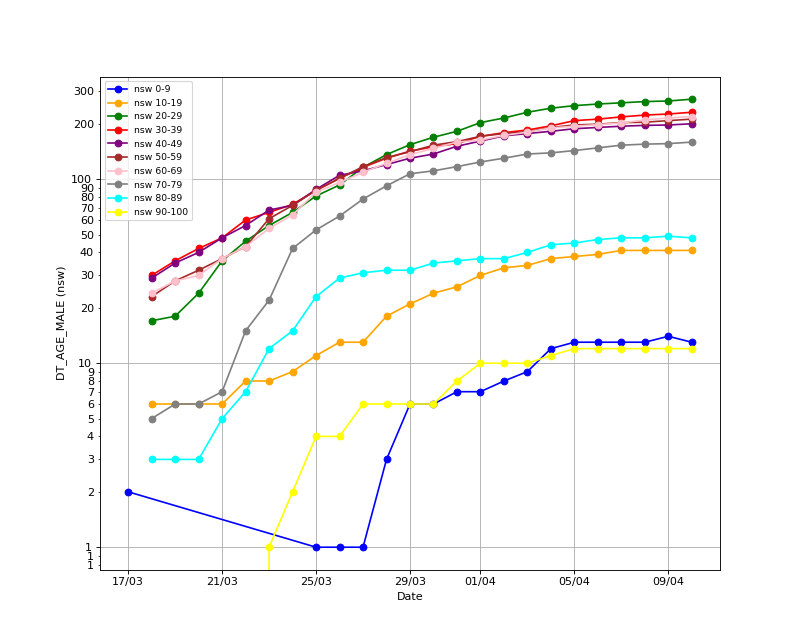 nsw 0-9
nsw 10-19
nsw 20-29
nsw 30-39
nsw 40-49
nsw 50-59
nsw 60-69
nsw 70-79
nsw 80-89
nsw 90-100
300
200
100
90
80
70
60
50
40
30
20
10
9
8
7
6
5
4
3
2
1
1
1
DT_AGE_MALE (nsw)
17/03
21/03
25/03
29/03
01/04
05/04
09/04
Date